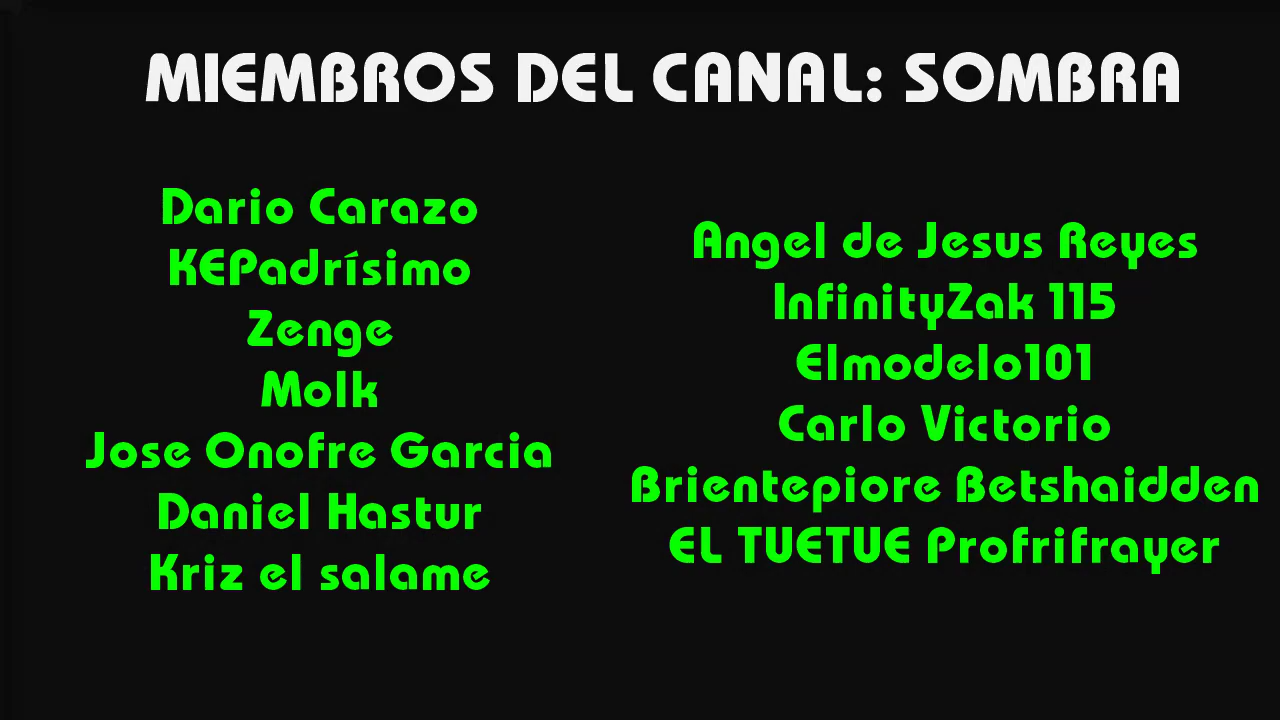 MIEMBROS DEL CANAL: SOMBRA
Dario Carazo
KEPadrísimo
Zenge
Molk
Jose Onofre Garcia
Daniel Hastur
Kriz el salame
Angel de Jesus Reyes
InfinityZak 115
Elmodelo101
Carlo Victorio
Brientepiore Betshaidden
EL TUETUE Profrifrayer